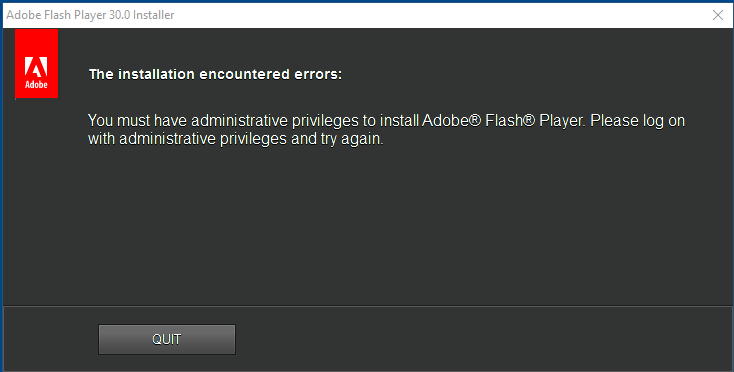 Adobe Flash Player 30.0 Installer
Adobe
The installation encountered errors:
You must have administrative privileges to install Adobe® Flash® Player. Please log on
with administrative privileges and try again.
QUIT